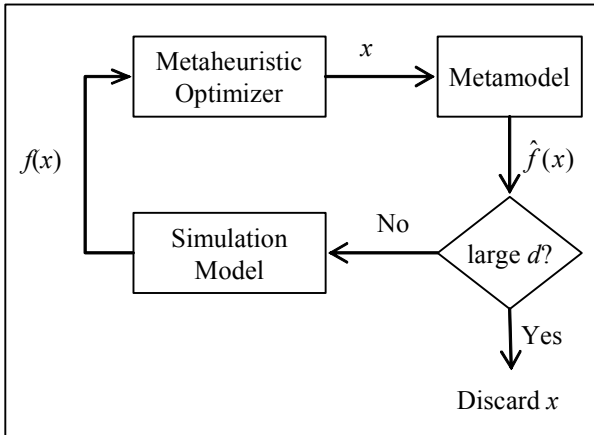 Metaheuristic
Optimizer
x
Metamodel
f(x)
f̂(x)
Simulation
Model
No
large d?
Yes
Discard x